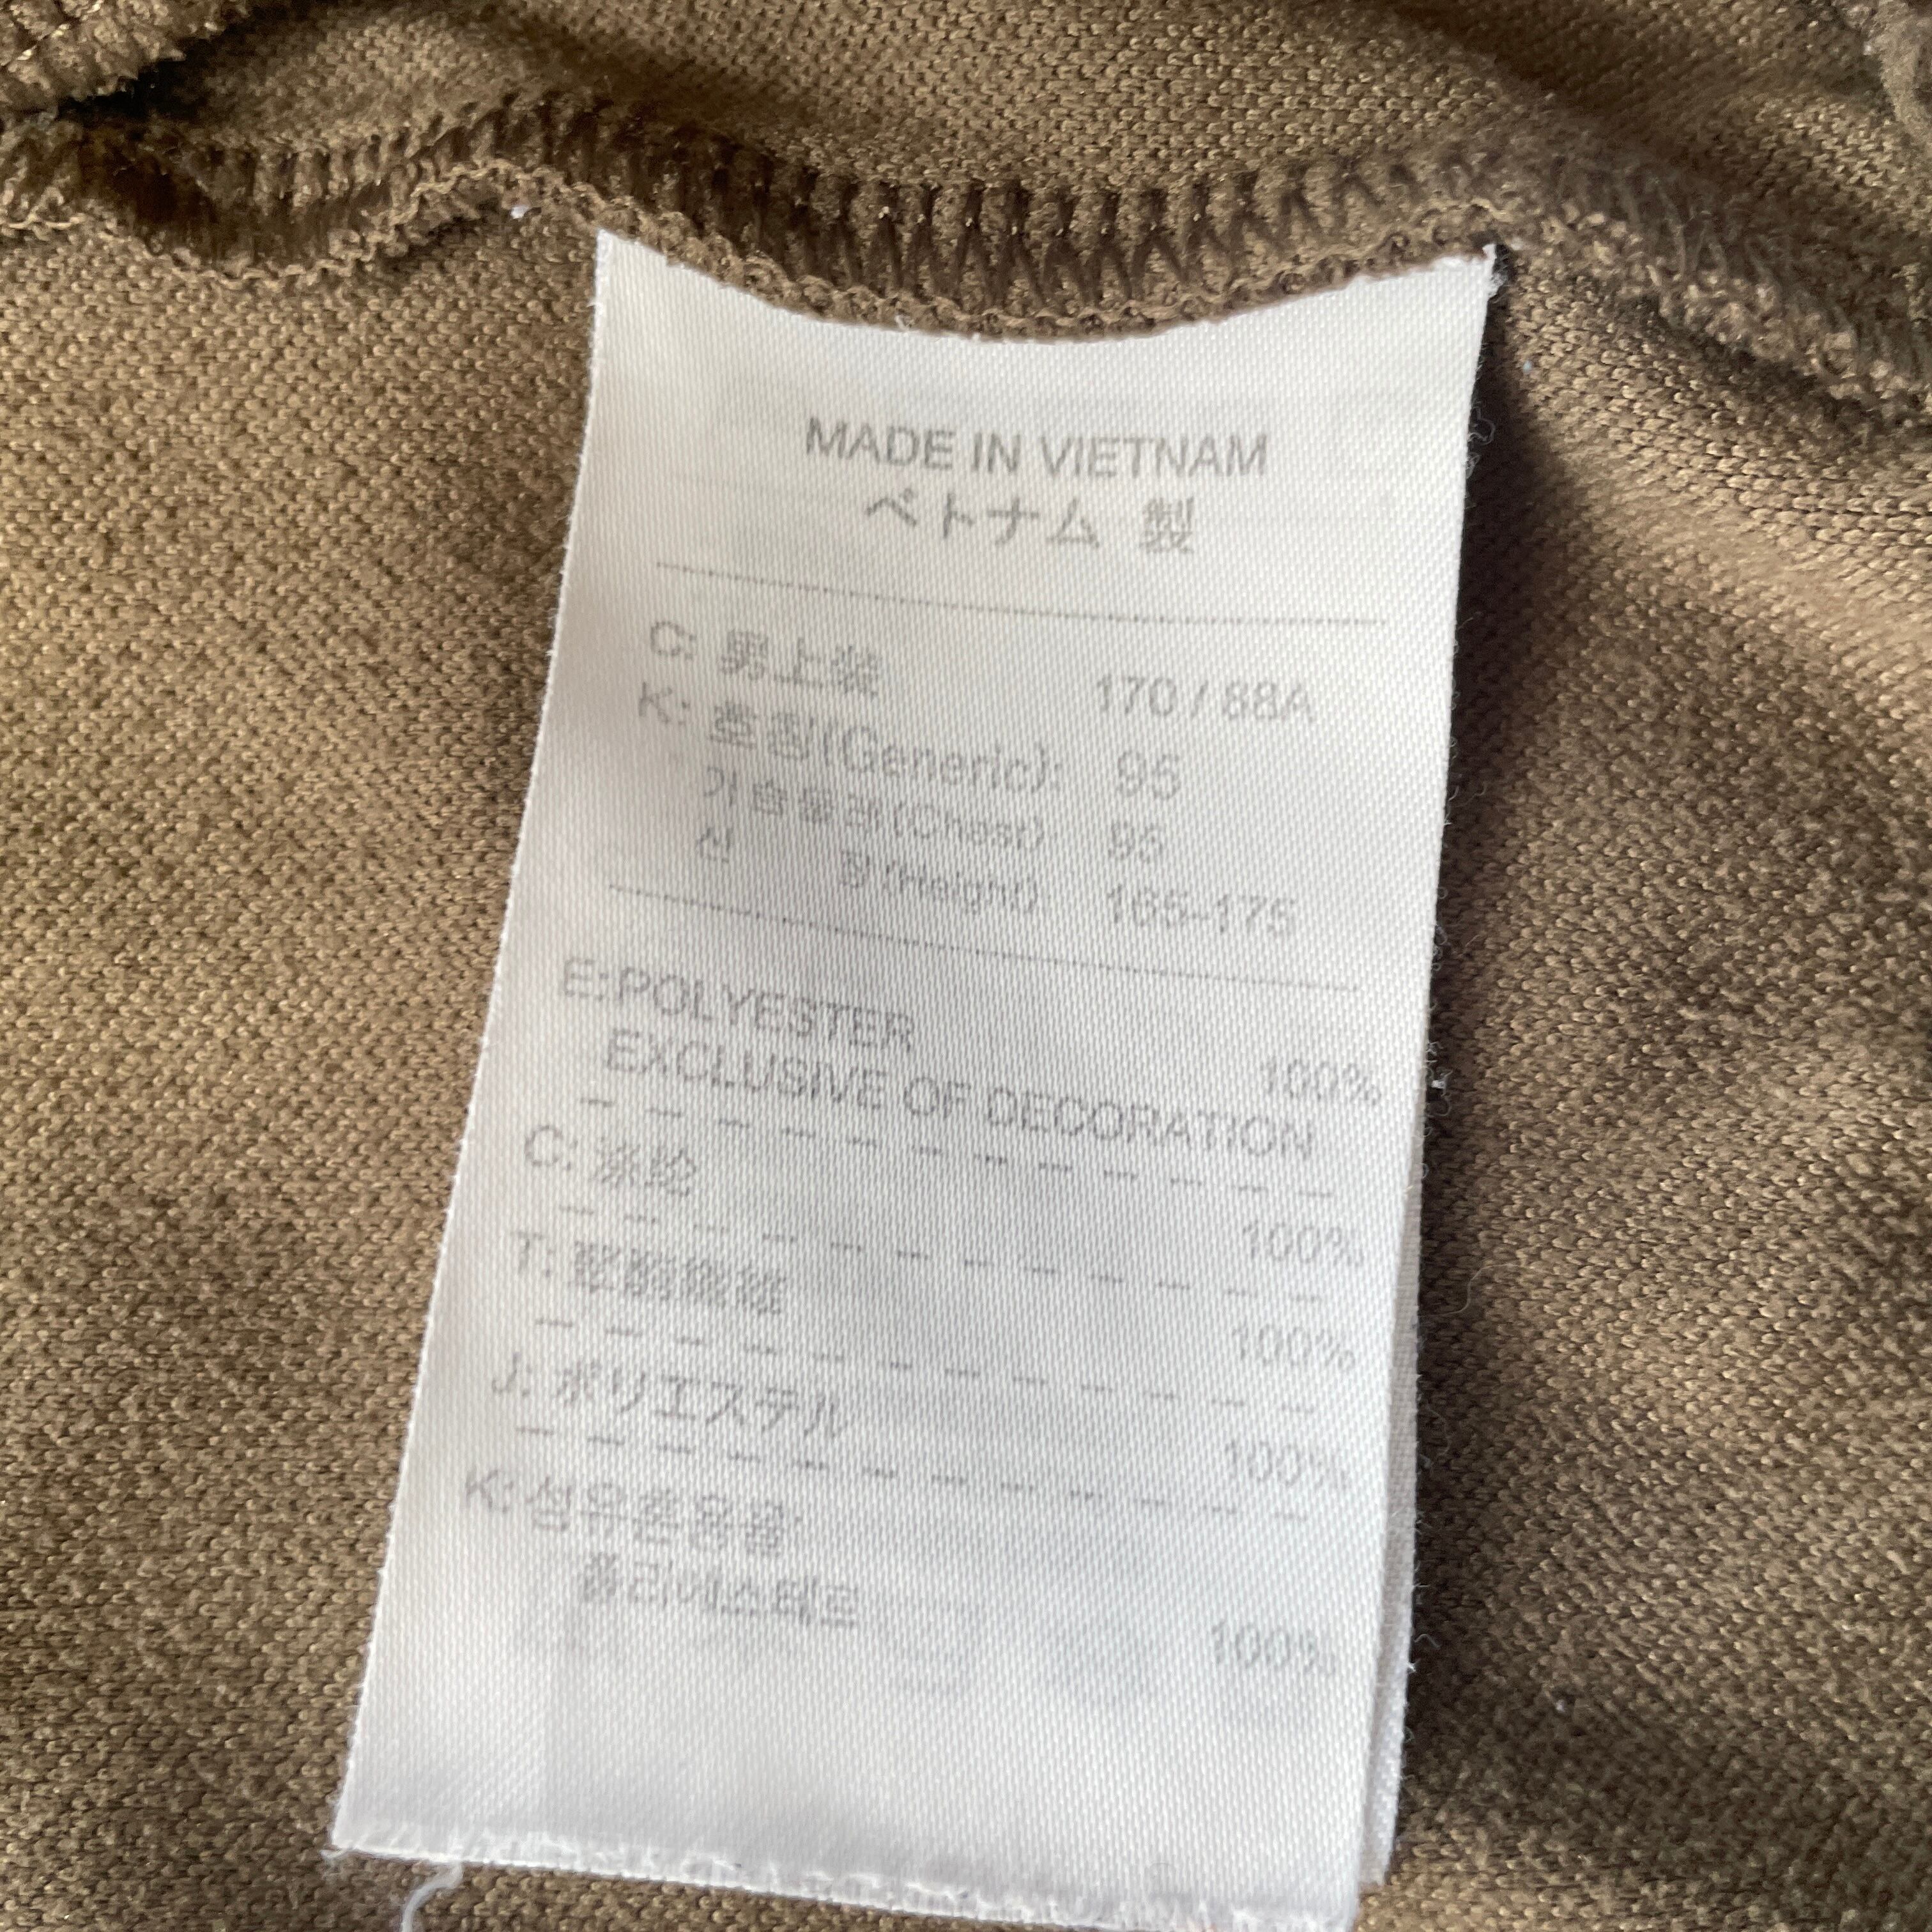 MADE IN VIETNAM
ベトナム 製
C: 男上装 170 / 88A
K: 호칭(Generic): 95
가슴둘레(Chest) 95
신 장(Height) 165-175
E: POLYESTER 100%
EXCLUSIVE OF DECORATION
C: 涤纶 100%
T: 聚酯纖維 100%
J: ポリエステル 100%
K: 섬유혼용율
폴리에스테르 100%